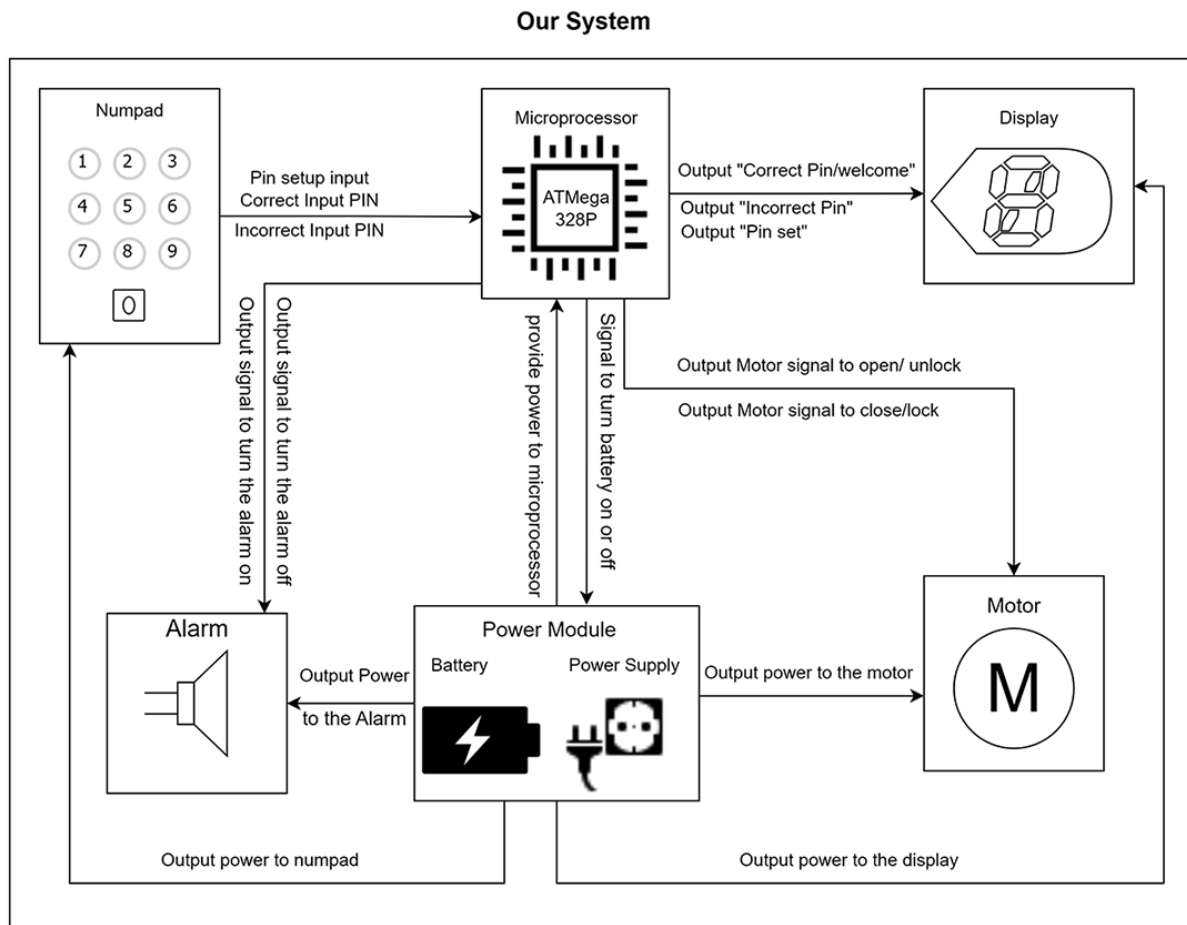 Our System
Numpad
1 2 3
4 5 6
7 8 9
0
Pin setup input
Correct Input PIN
Incorrect Input PIN
Microprocessor
ATMega
328P
Output "Correct Pin/welcome"
Output "Incorrect Pin"
Output "Pin set"
Display
Output signal to turn the alarm off
Output signal to turn the alarm on
provide power to microprocessor
Signal to turn battery on or off
Output Motor signal to open/ unlock
Output Motor signal to close/lock
Alarm
Output Power
to the Alarm
Power Module
Battery
Power Supply
Output power to the motor
Motor
M
Output power to numpad
Output power to the display